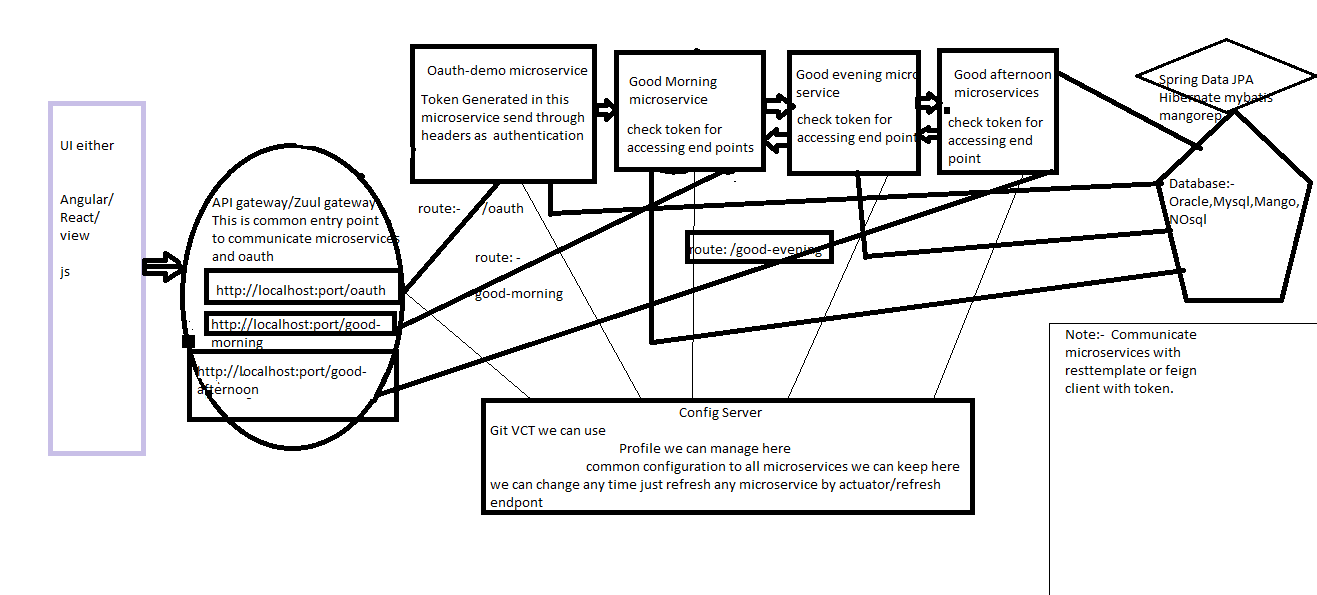 UI either
Angular/
React/
view
js
API gateway/Zuul gateway
This is common entry point
to communicate microservices
and oauth
http://localhost:port/oauth
http://localhost:port/good-
morning
http://localhost:port/good-
afternoon
Oauth-demo microservice
Token Generated in this
microservice send through
headers as authentication
Good Morning
microservice
check token for
accessing end points
Good evening micro
service
check token for
accessing end point
Good afternoon
microservices
check token for
accessing end
point
Spring Data JPA
Hibernate mybatis
mangorep
Database:-
Oracle,Mysql,Mango,
NOsql
route:- /oauth
route: -
good-morning
route: /good-evening
Config Server
Git VCT we can use
Profile we can manage here
common configuration to all microservices we can keep here
we can change any time just refresh any microservice by actuator/refresh
endpont
Note:- Communicate
microservices with
resttemplate or feign
client with token.